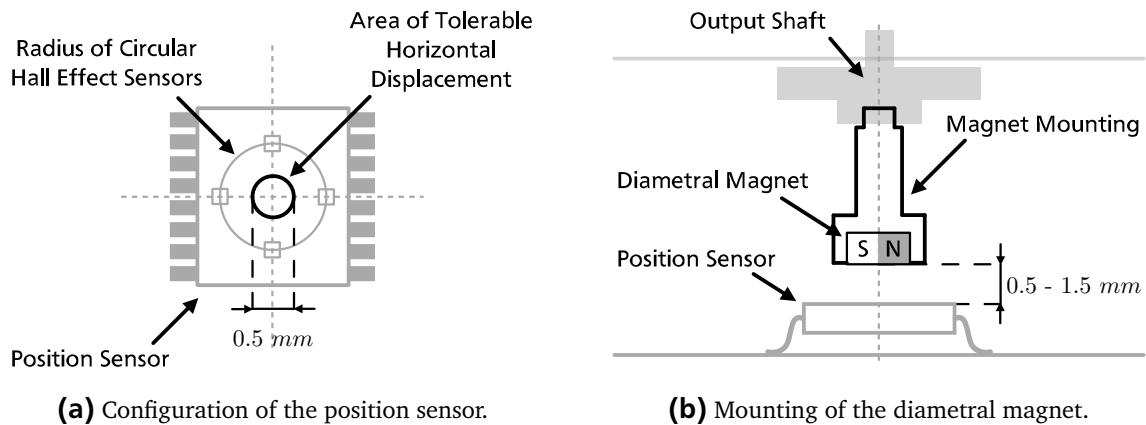 Radius of Circular
Hall Effect Sensors
Area of Tolerable
Horizontal
Displacement
0.5 mm
Position Sensor
(a) Configuration of the position sensor.
Output Shaft
Magnet Mounting
Diametral Magnet
S N
Position Sensor
0.5 - 1.5 mm
(b) Mounting of the diametral magnet.